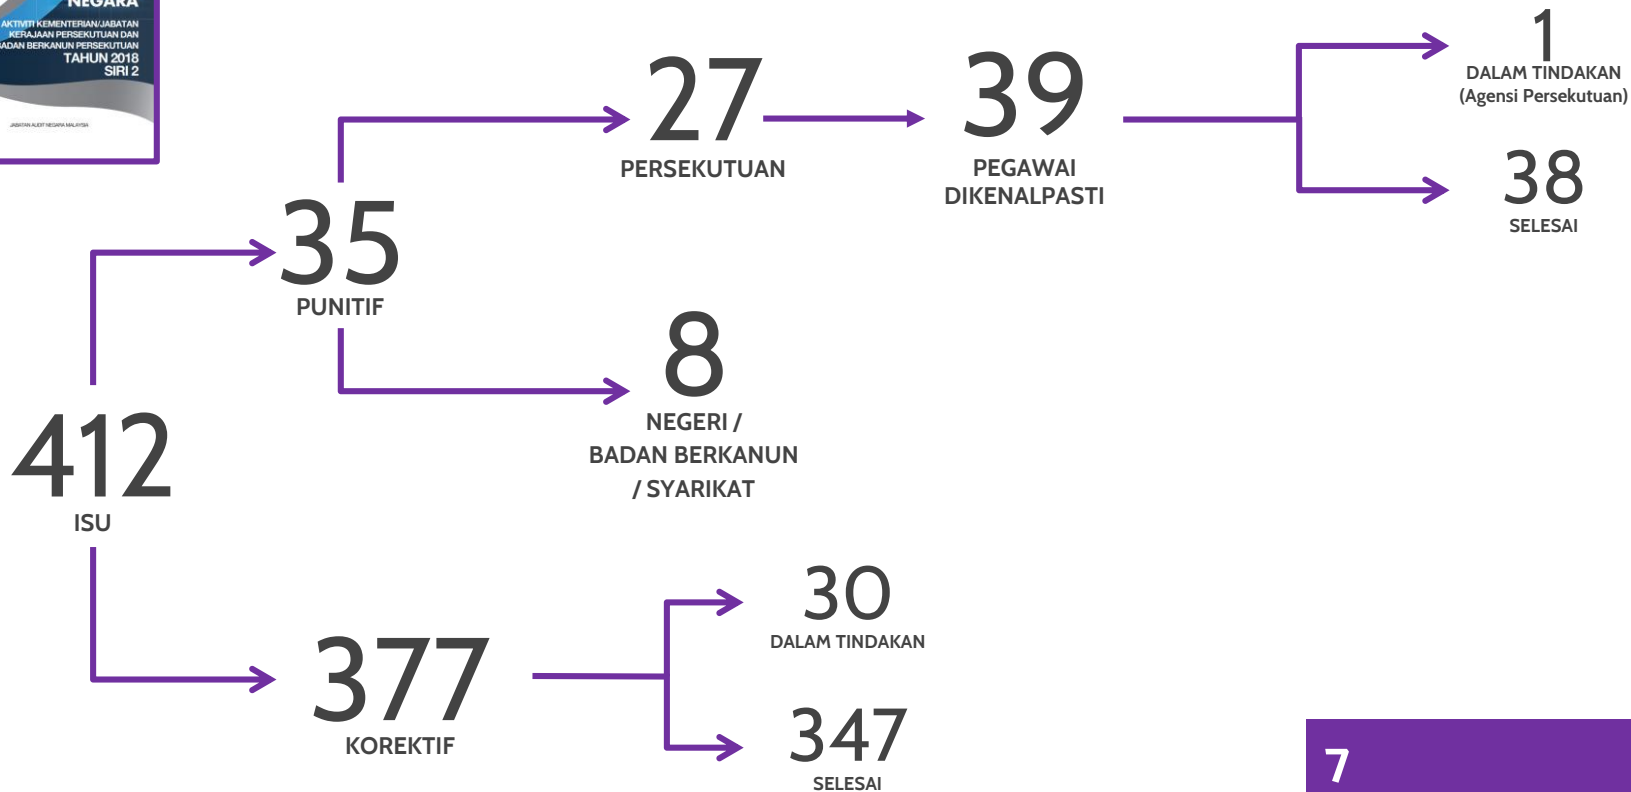 NEGARA
AKTIVITI KEMENTERIAN/JABATAN
KERAJAAN PERSEKUTUAN DAN
BADAN BERKANUN PERSEKUTUAN
TAHUN 2018
SIRI 2
JABATAN AUDIT NEGARA MALAYSIA
412
ISU
35
PUNITIF
27
PERSEKUTUAN
39
PEGAWAI
DIKENALPASTI
1
DALAM TINDAKAN
(Agensi Persekutuan)
38
SELESAI
8
NEGERI /
BADAN BERKANUN
/ SYARIKAT
377
KOREKTIF
30
DALAM TINDAKAN
347
SELESAI
7